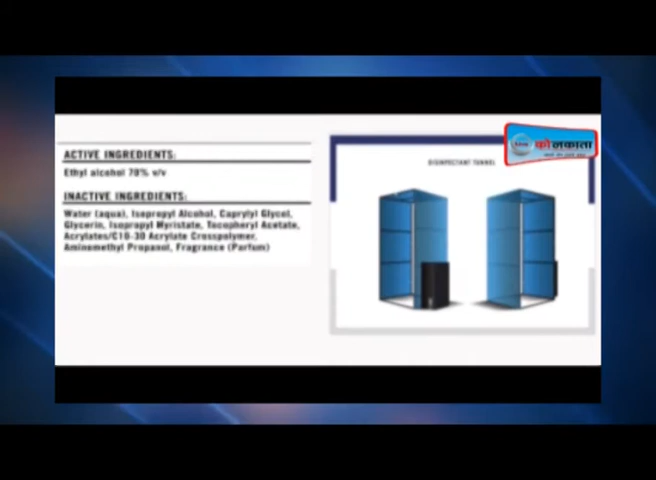 ACTIVE INGREDIENTS:
Ethyl alcohol 70% v/v
INACTIVE INGREDIENTS:
Water (aqua), Isopropyl Alcohol, Caprylyl Glycol,
Glycerin, Isopropyl Myristate, Tocopheryl Acetate,
Acrylates/C10-30 Acrylate Crosspolymer,
Aminomethyl Propanol, Fragrance (Parfum)
कोलकाता
DISINFECTANT TUNNEL